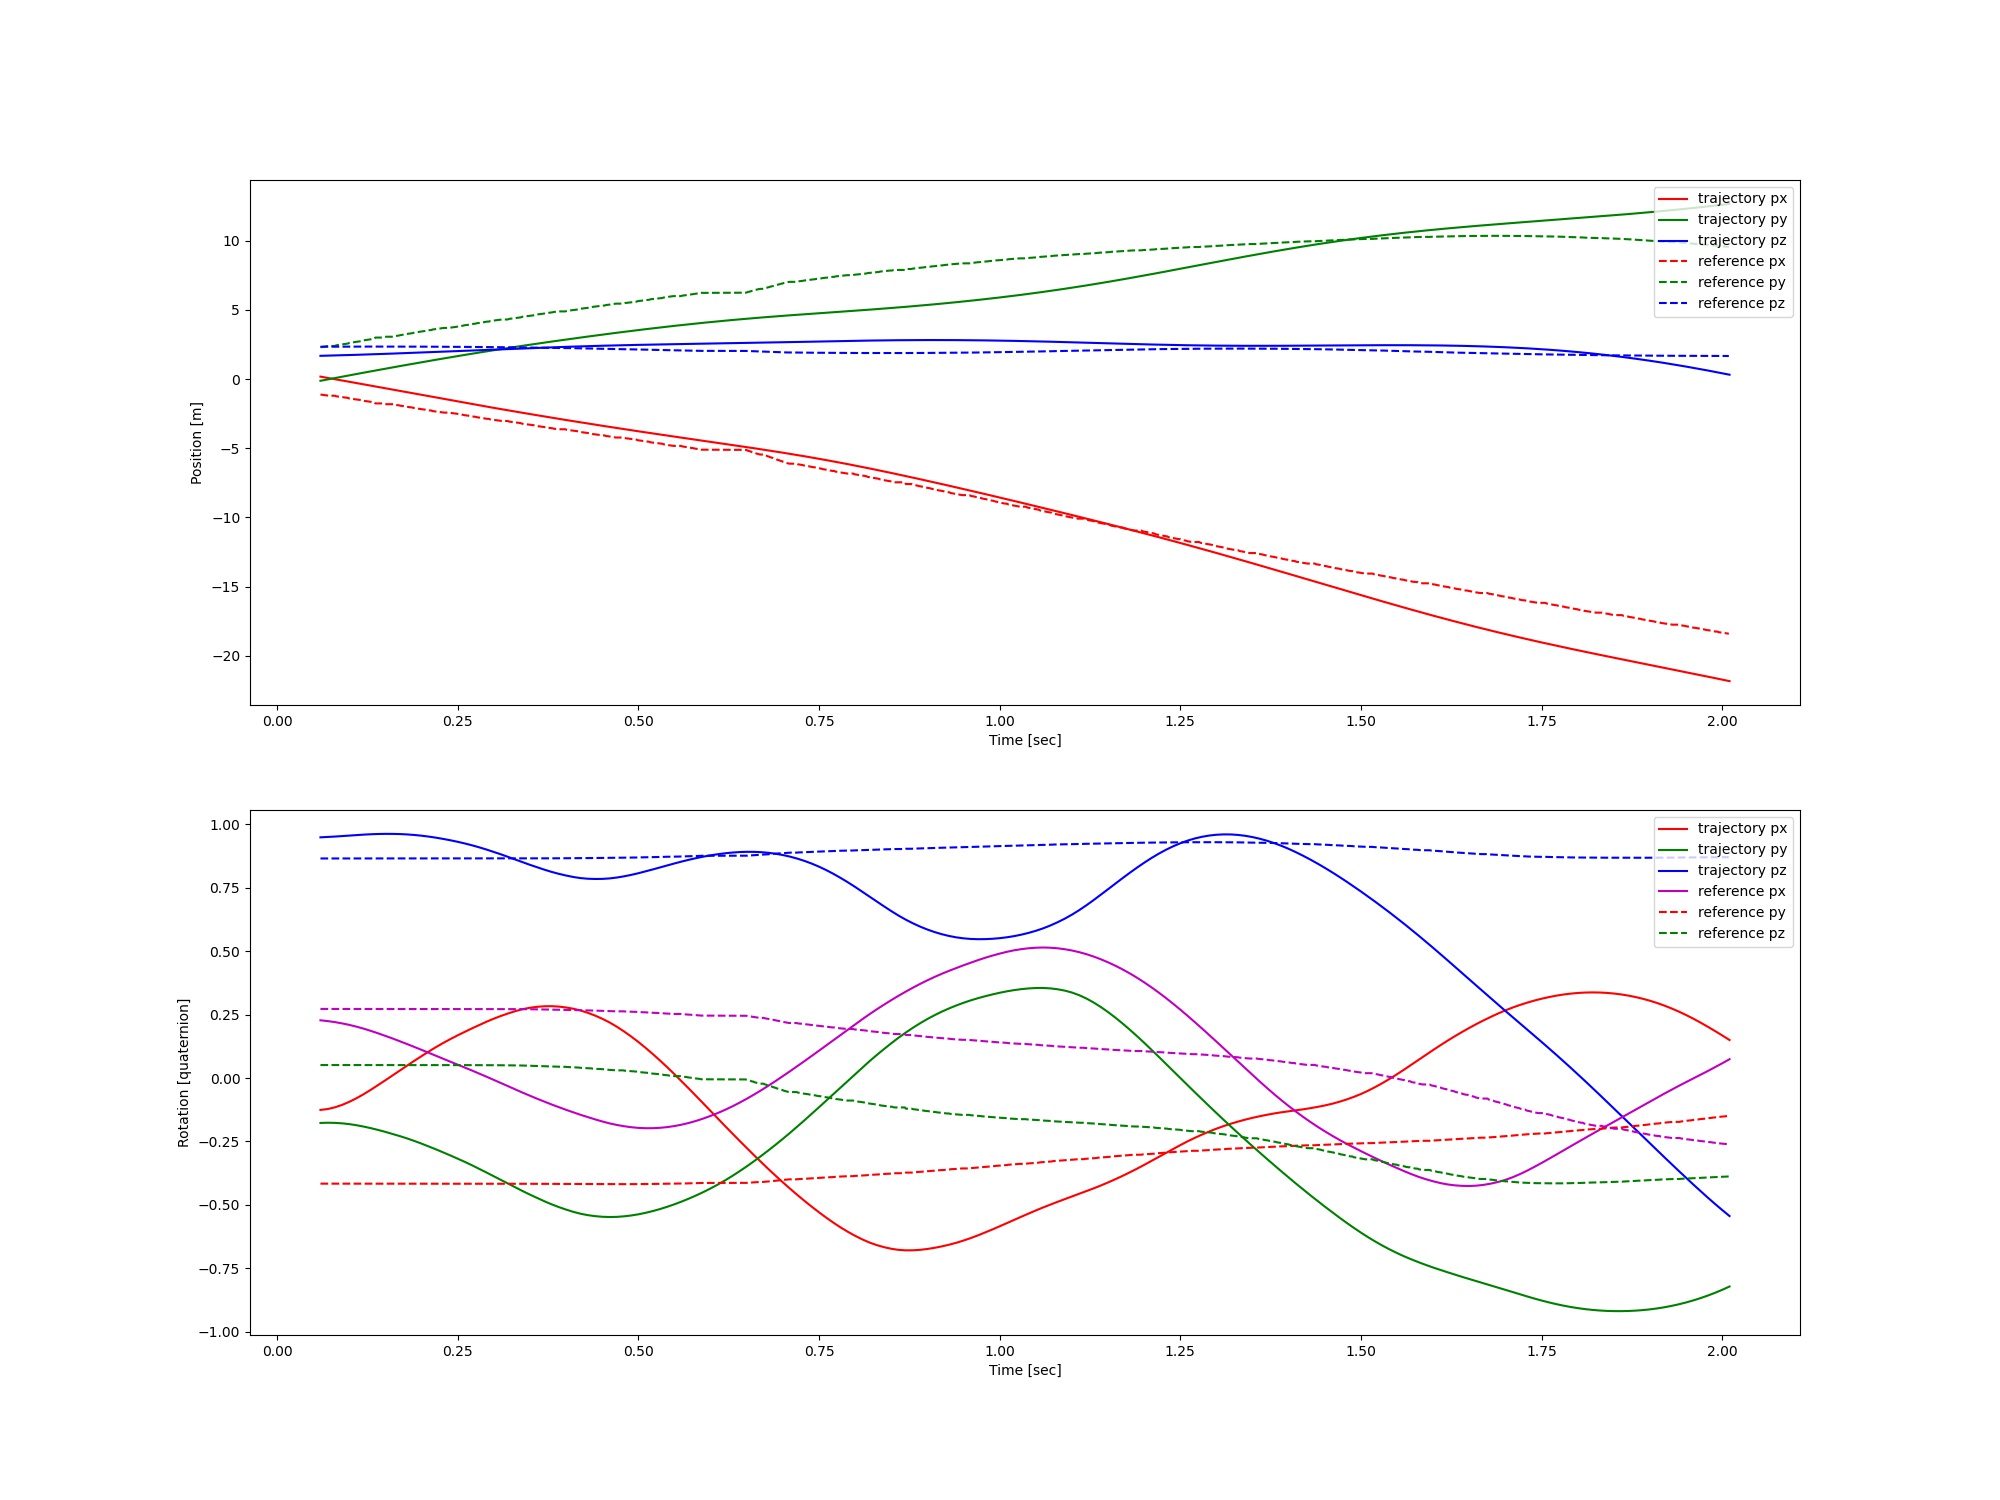 trajectory px
trajectory py
trajectory pz
reference px
reference py
reference pz
10
5
0
−5
−10
−15
−20
Position [m]
0.00 0.25 0.50 0.75 1.00 1.25 1.50 1.75 2.00
Time [sec]
trajectory px
trajectory py
trajectory pz
reference px
reference py
reference pz
1.00
0.75
0.50
0.25
0.00
−0.25
−0.50
−0.75
−1.00
Rotation [quaternion]
0.00 0.25 0.50 0.75 1.00 1.25 1.50 1.75 2.00
Time [sec]